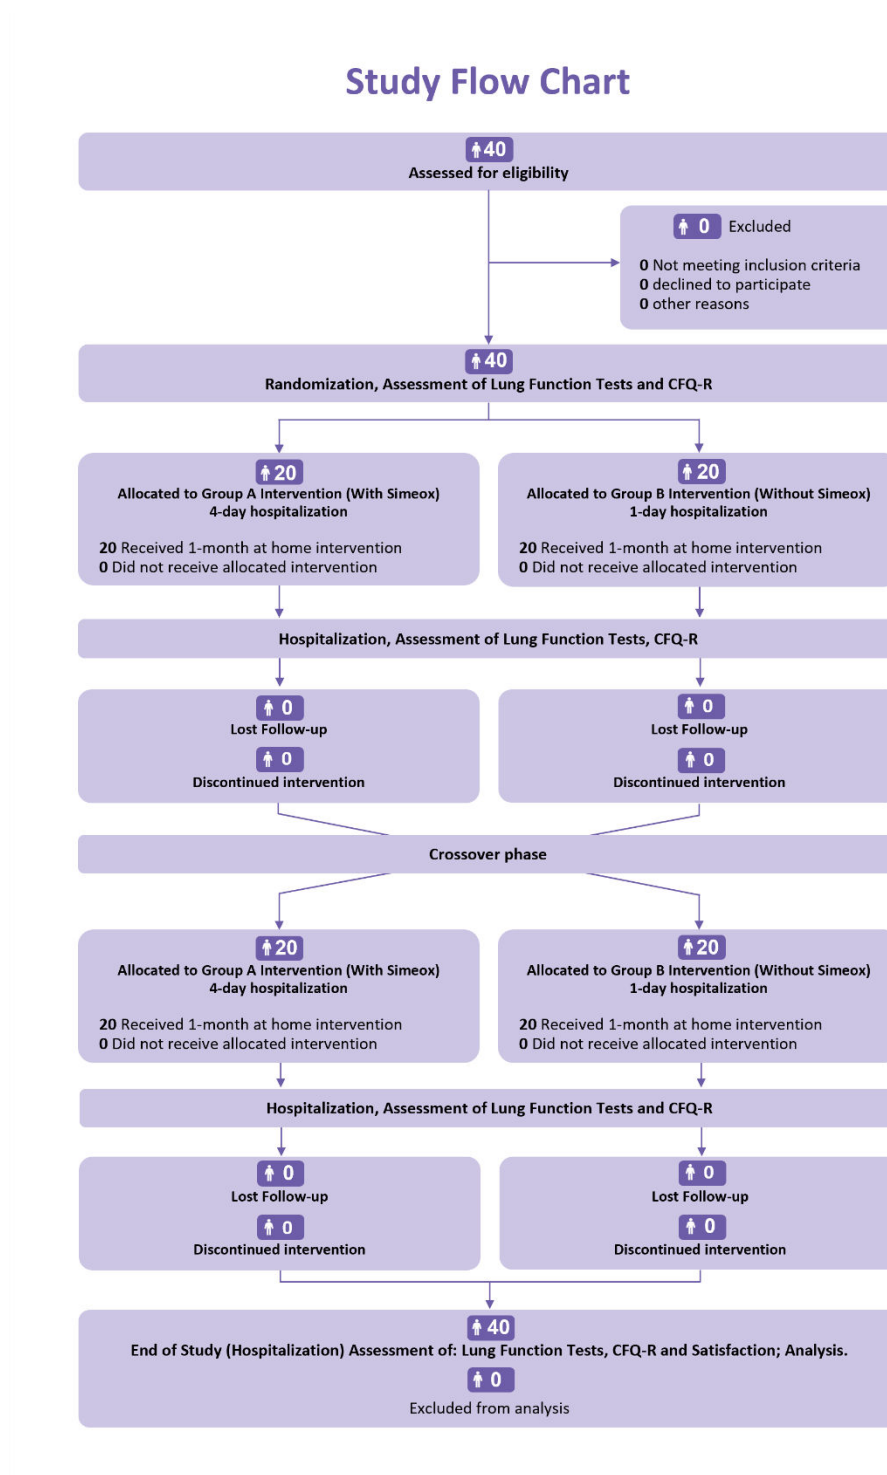 Study Flow Chart
40
Assessed for eligibility
0 Excluded
0 Not meeting inclusion criteria
0 declined to participate
0 other reasons
40
Randomization, Assessment of Lung Function Tests and CFQ-R
20
Allocated to Group A Intervention (With Simeox)
4-day hospitalization
20 Received 1-month at home intervention
0 Did not receive allocated intervention
20
Allocated to Group B Intervention (Without Simeox)
1-day hospitalization
20 Received 1-month at home intervention
0 Did not receive allocated intervention
Hospitalization, Assessment of Lung Function Tests, CFQ-R
0
Lost Follow-up
0
Discontinued intervention
0
Lost Follow-up
0
Discontinued intervention
Crossover phase
20
Allocated to Group A Intervention (With Simeox)
4-day hospitalization
20 Received 1-month at home intervention
0 Did not receive allocated intervention
20
Allocated to Group B Intervention (Without Simeox)
1-day hospitalization
20 Received 1-month at home intervention
0 Did not receive allocated intervention
Hospitalization, Assessment of Lung Function Tests and CFQ-R
0
Lost Follow-up
0
Discontinued intervention
0
Lost Follow-up
0
Discontinued intervention
40
End of Study (Hospitalization) Assessment of: Lung Function Tests, CFQ-R and Satisfaction; Analysis.
0
Excluded from analysis